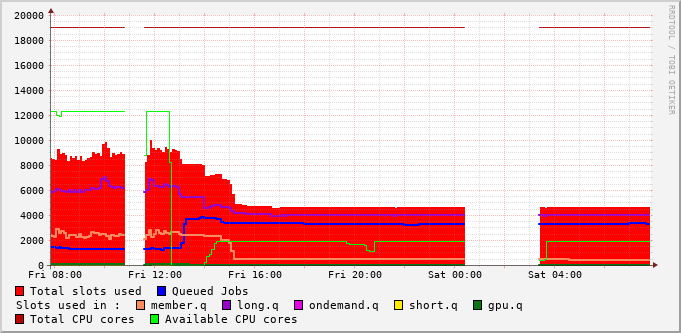 20000
18000
16000
14000
12000
10000
8000
6000
4000
2000
0
Fri 08:00 Fri 12:00 Fri 16:00 Fri 20:00 Sat 00:00 Sat 04:00
RRDTOOL / TOBI OETIKER
Total slots used Queued Jobs
Slots used in : member.q long.q ondemand.q short.q gpu.q
Total CPU cores Available CPU cores